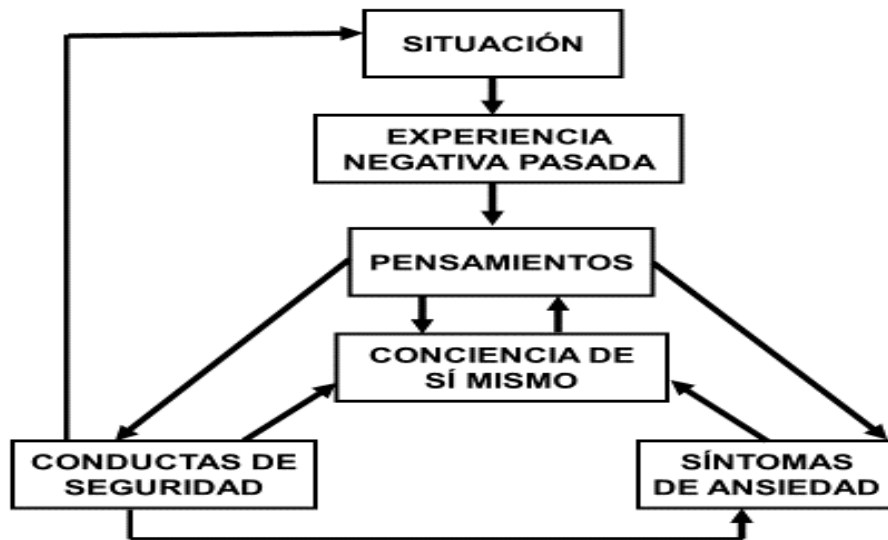 SITUACIÓN
EXPERIENCIA
NEGATIVA PASADA
PENSAMIENTOS
CONCIENCIA DE
SÍ MISMO
CONDUCTAS DE
SEGURIDAD
SÍNTOMAS
DE ANSIEDAD